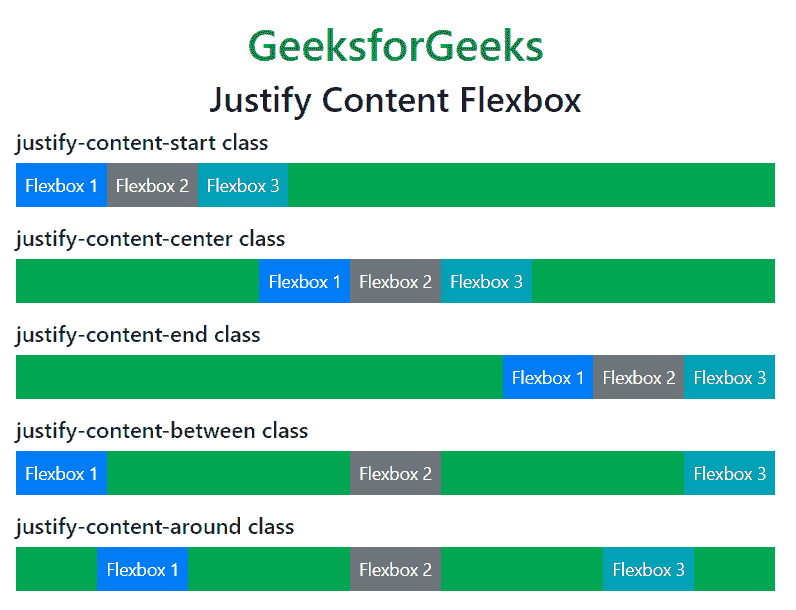 GeeksforGeeks
Justify Content Flexbox
justify-content-start class
Flexbox 1 Flexbox 2 Flexbox 3
justify-content-center class
Flexbox 1 Flexbox 2 Flexbox 3
justify-content-end class
Flexbox 1 Flexbox 2 Flexbox 3
justify-content-between class
Flexbox 1 Flexbox 2 Flexbox 3
justify-content-around class
Flexbox 1 Flexbox 2 Flexbox 3